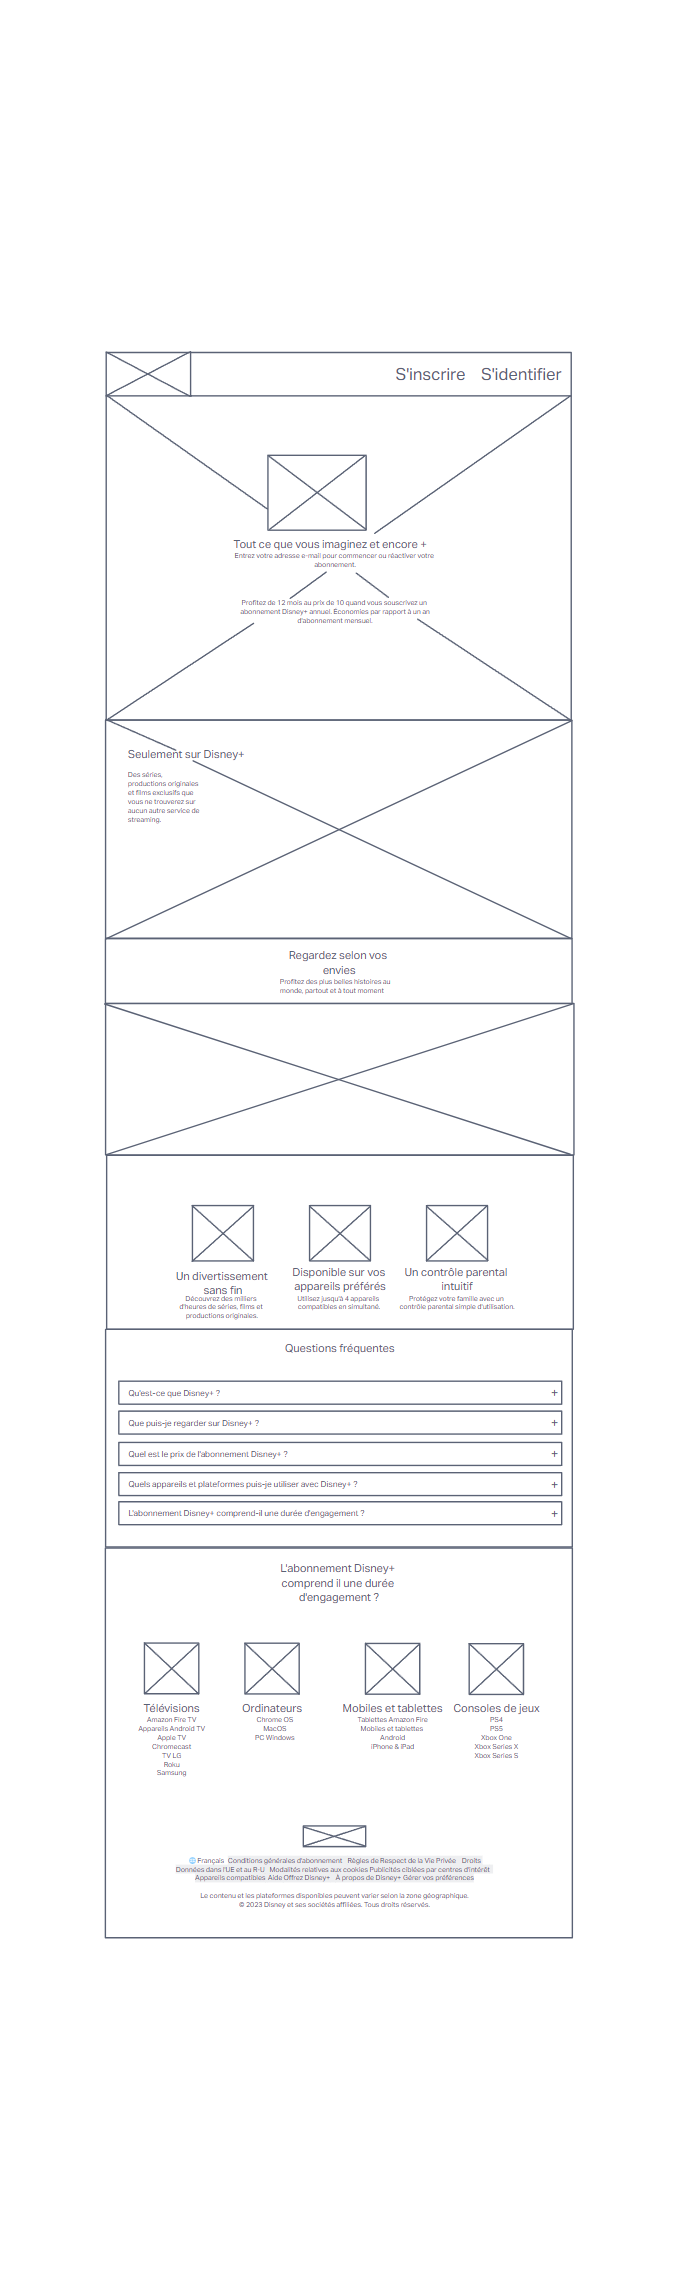 S'inscrire S'identifier
Tout ce que vous imaginez et encore +
Entrez votre adresse e-mail pour commencer ou réactiver votre
abonnement.
Profitez de 12 mois au prix de 10 quand vous souscrivez un
abonnement Disney+ annuel. Économies par rapport à un an
d'abonnement mensuel.
Seulement sur Disney+
Des séries,
productions originales
et films exclusifs que
vous ne trouverez sur
aucun autre service de
streaming.
Regardez selon vos
envies
Profitez des plus belles histoires au
monde, partout et à tout moment
Un divertissement
sans fin
Découvrez des milliers
d'heures de séries, films et
productions originales.
Disponible sur vos
appareils préférés
Utilisez jusqu'à 4 appareils
compatibles en simultané.
Un contrôle parental
intuitif
Protégez votre famille avec un
contrôle parental simple d'utilisation.
Questions fréquentes
Qu'est-ce que Disney+ ? +
Que puis-je regarder sur Disney+ ? +
Quel est le prix de l'abonnement Disney+ ? +
Quels appareils et plateformes puis-je utiliser avec Disney+ ? +
L'abonnement Disney+ comprend-il une durée d'engagement ? +
L'abonnement Disney+
comprend il une durée
d'engagement ?
Télévisions
Amazon Fire TV
Appareils Android TV
Apple TV
Chromecast
TV LG
Roku
Samsung
Ordinateurs
Chrome OS
MacOS
PC Windows
Mobiles et tablettes
Tablettes Amazon Fire
Mobiles et tablettes
Android
iPhone & iPad
Consoles de jeux
PS4
PS5
Xbox One
Xbox Series X
Xbox Series S
Français Conditions générales d'abonnement Règles de Respect de la Vie Privée Droits
Données dans l'UE et au R-U Modalités relatives aux cookies Publicités ciblées par centres d'intérêt
Appareils compatibles Aide Offrez Disney+ À propos de Disney+ Gérer vos préférences
Le contenu et les plateformes disponibles peuvent varier selon la zone géographique.
© 2023 Disney et ses sociétés affiliées. Tous droits réservés.